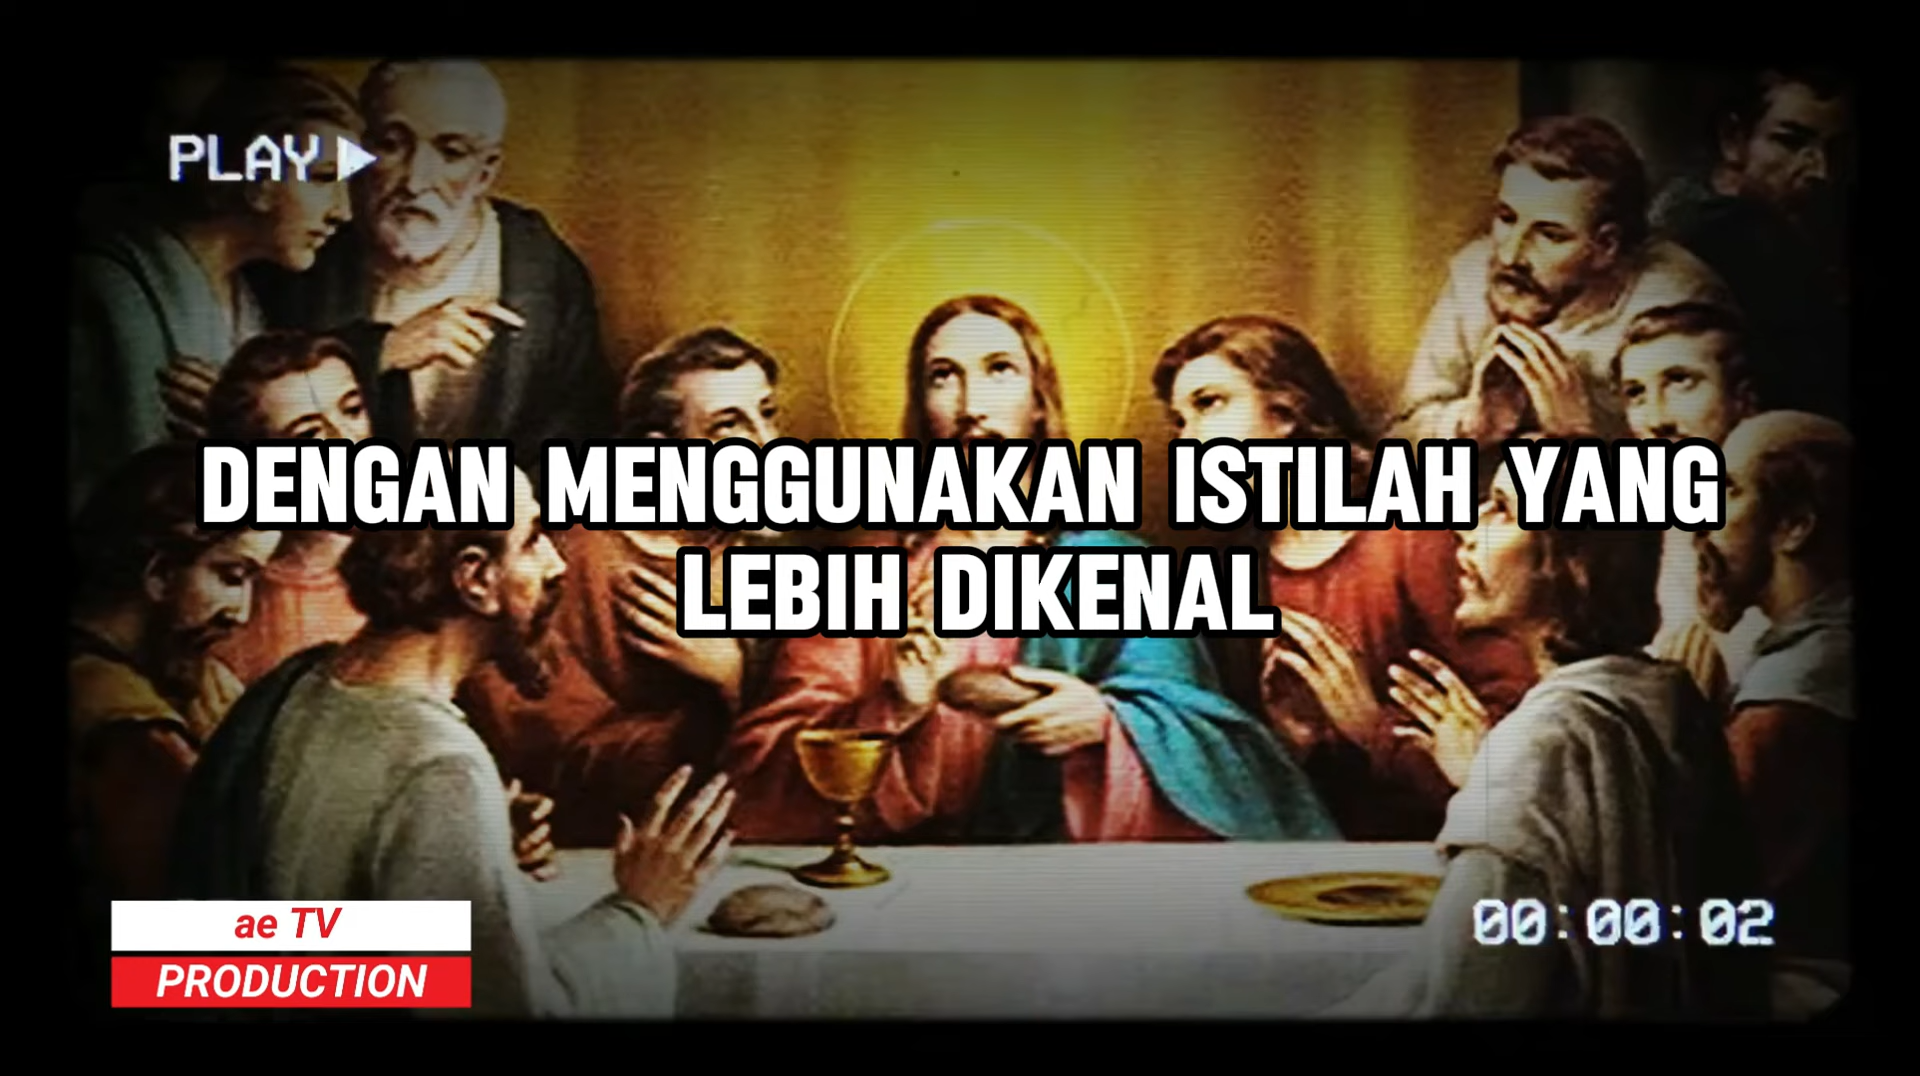 PLAY
DENGAN MENGGUNAKAN ISTILAH YANG
LEBIH DIKENAL
ae TV
PRODUCTION
00:00:02